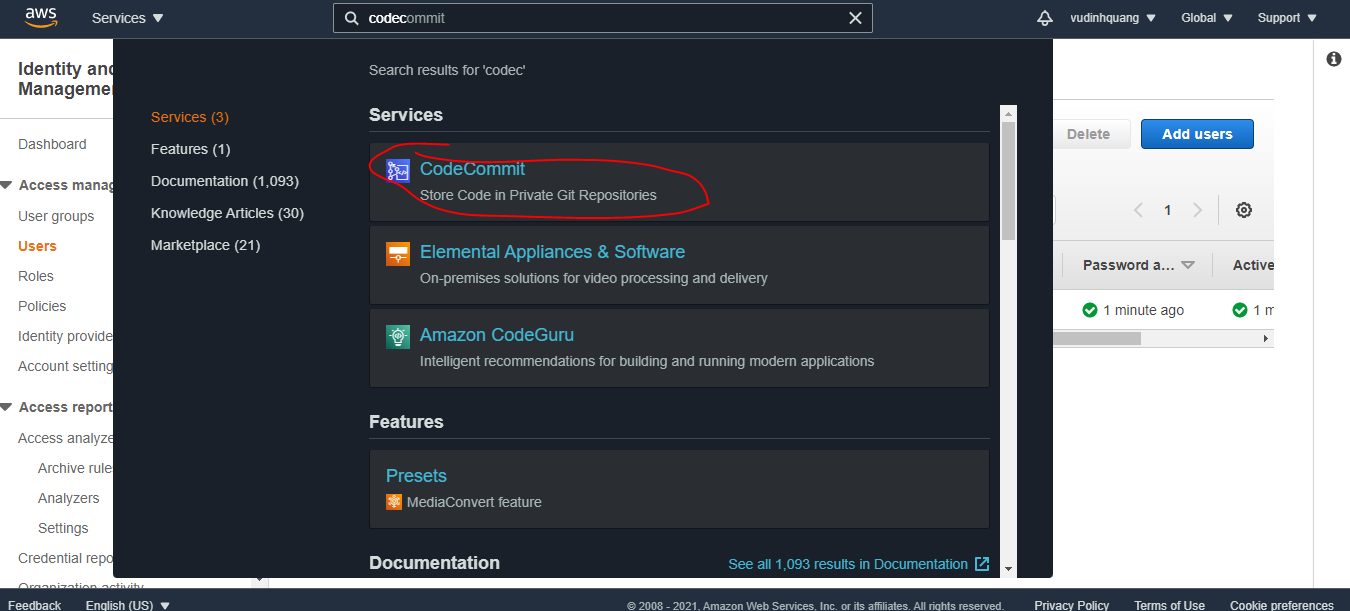 aws
Services
codecommit
vudinhquang
Global
Support
Identity and
Managemen
Search results for 'codec'
Services (3)
Features (1)
Documentation (1,093)
Knowledge Articles (30)
Marketplace (21)
Services
CodeCommit
Store Code in Private Git Repositories
Elemental Appliances & Software
On-premises solutions for video processing and delivery
Amazon CodeGuru
Intelligent recommendations for building and running modern applications
Features
Presets
MediaConvert feature
Documentation
See all 1,093 results in Documentation
Dashboard
Access manag
User groups
Users
Roles
Policies
Identity provide
Account setting
Access report
Access analyze
Archive rule
Analyzers
Settings
Credential repo
Organization activity
Delete
Add users
1
Password a...
Active
1 minute ago
1 m
Feedback
English (US)
© 2008 - 2021, Amazon Web Services, Inc. or its affiliates. All rights reserved.
Privacy Policy
Terms of Use
Cookie preferences